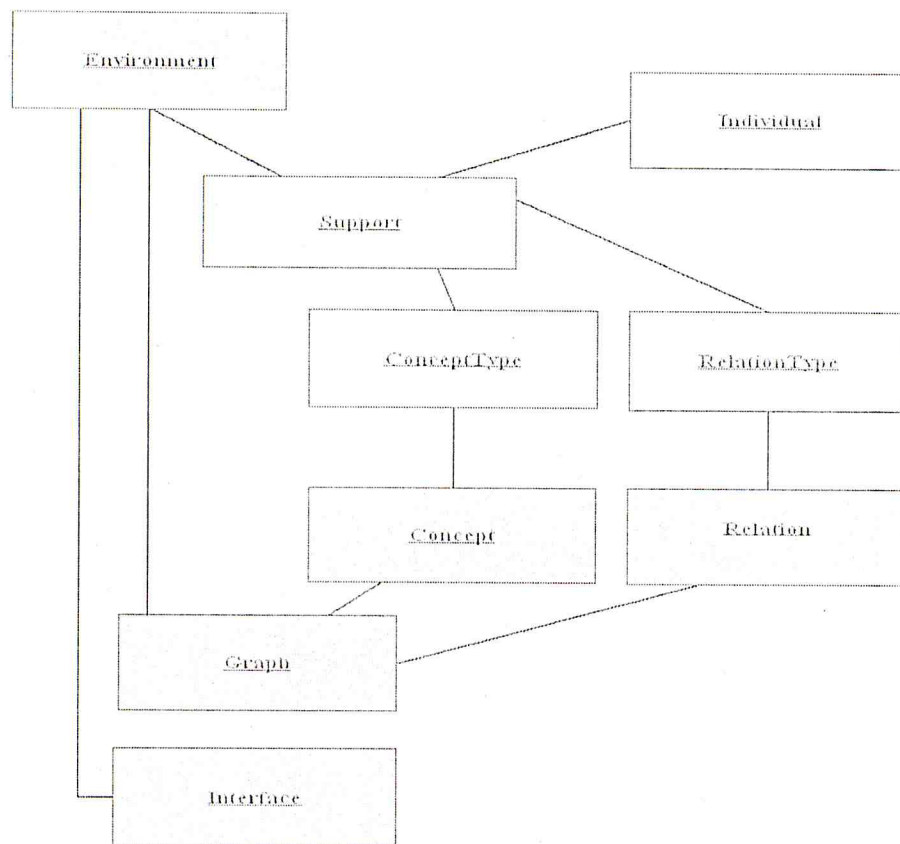 Environment
Individual
Support
ConceptType
RelationType
Concept
Relation
Graph
Interface